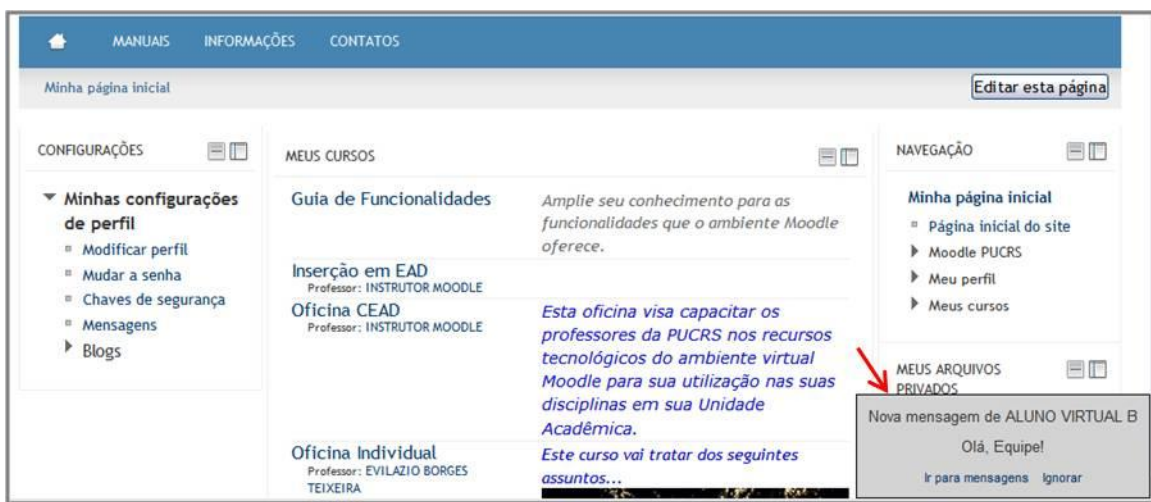 MANUAIS INFORMAÇÕES CONTATOS
Minha página inicial
Editar esta página
CONFIGURAÇÕES
Minhas configurações
de perfil
Modificar perfil
Mudar a senha
Chaves de segurança
Mensagens
Blogs
MEUS CURSOS
Guia de Funcionalidades
Amplie seu conhecimento para as
funcionalidades que o ambiente Moodle
oferece.
Inserção em EAD
Professor: INSTRUTOR MOODLE
Oficina CEAD
Professor: INSTRUTOR MOODLE
Esta oficina visa capacitar os
professores da PUCRS nos recursos
tecnológicos do ambiente virtual
Moodle para sua utilização nas suas
disciplinas em sua Unidade
Acadêmica.
Oficina Individual
Professor: EVILAZIO BORGES
TEIXEIRA
Este curso vai tratar dos seguintes
assuntos...
NAVEGAÇÃO
Minha página inicial
Página inicial do site
Moodle PUCRS
Meu perfil
Meus cursos
MEUS ARQUIVOS
PRIVADOS
Nova mensagem de ALUNO VIRTUAL B
Olá, Equipe!
Ir para mensagens Ignorar